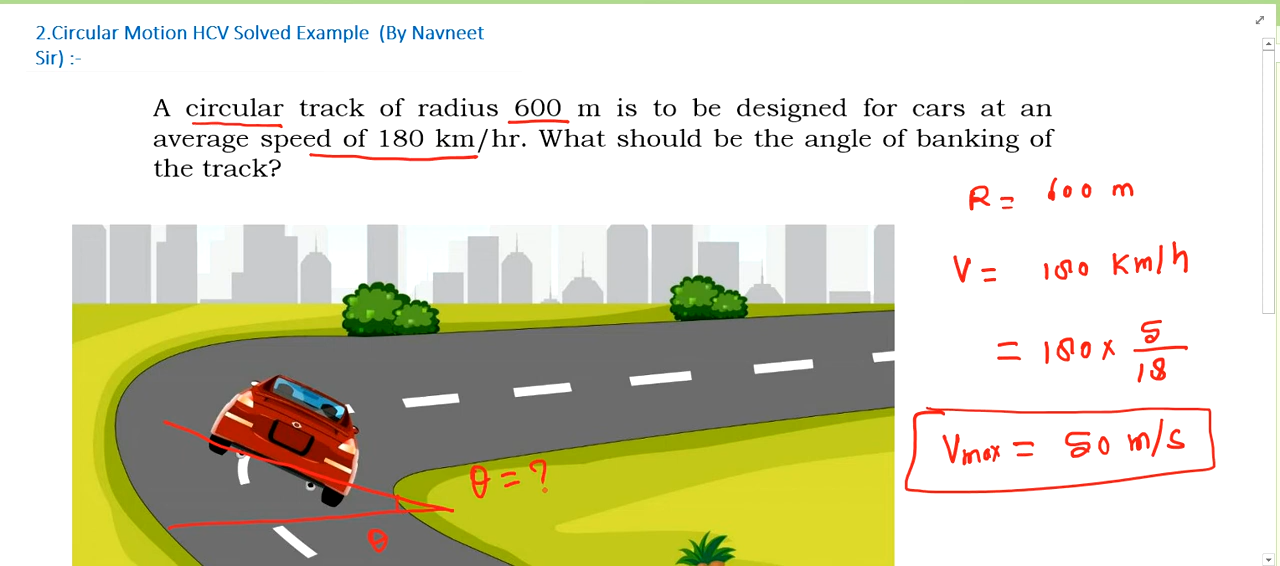 2.Circular Motion HCV Solved Example (By Navneet
Sir) :-
A circular track of radius 600 m is to be designed for cars at an
average speed of 180 km/hr. What should be the angle of banking of
the track?
R = 600 m
V = 180 Km/h
= 180 × 5/18
Vmax = 50 m/s
θ = ?
θ